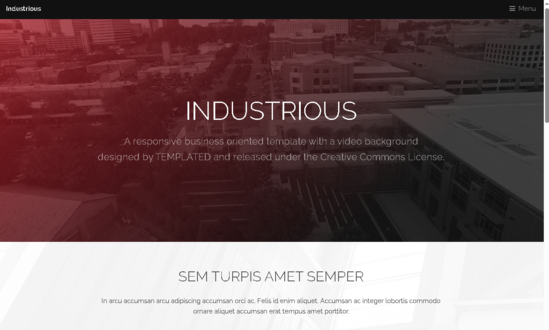 Industrious
Menu
INDUSTRIOUS
A responsive business oriented template with a video background
designed by TEMPLATED and released under the Creative Commons License.
SEM TURPIS AMET SEMPER
In arcu accumsan arcu adipiscing accumsan orci ac. Felis id enim aliquet. Accumsan ac integer lobortis commodo
ornare aliquet accumsan erat tempus amet porttitor.